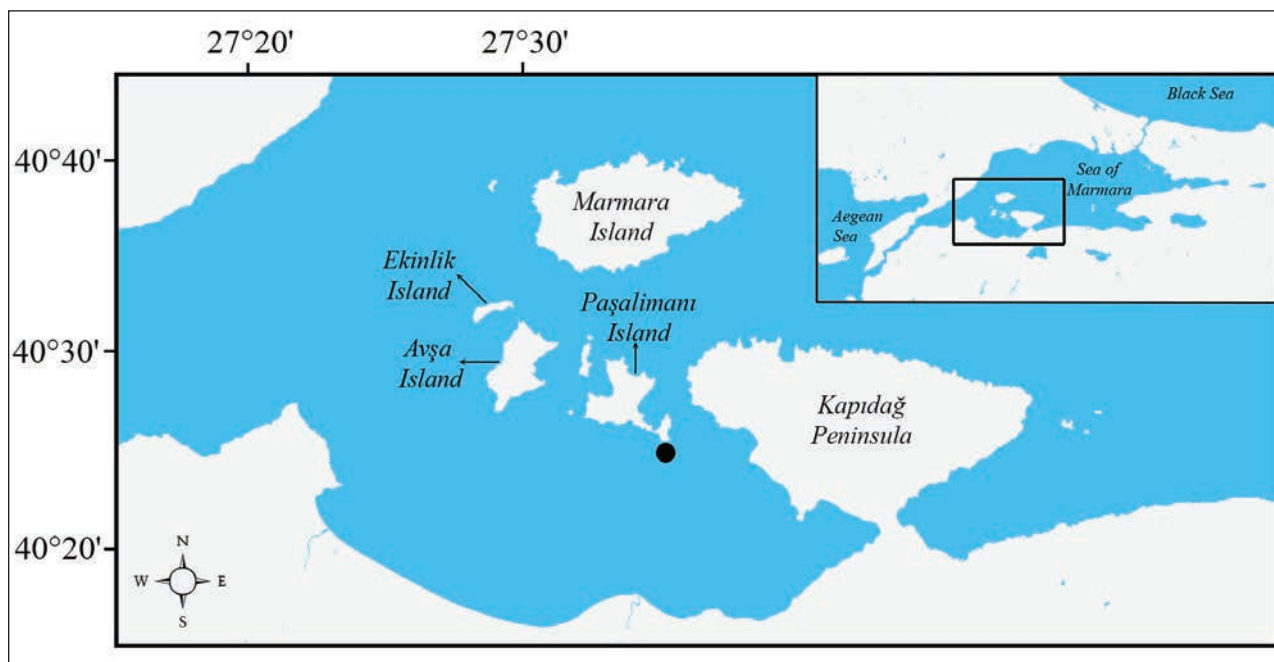 27°20'
27°30'
Black Sea
40°40'
Sea of
Marmara
Marmara
Island
Aegean
Sea
Ekinlik
Island
Paşalimanı
Island
40°30'
Avşa
Island
Kapıdağ
Peninsula
40°20'
N
W
E
S